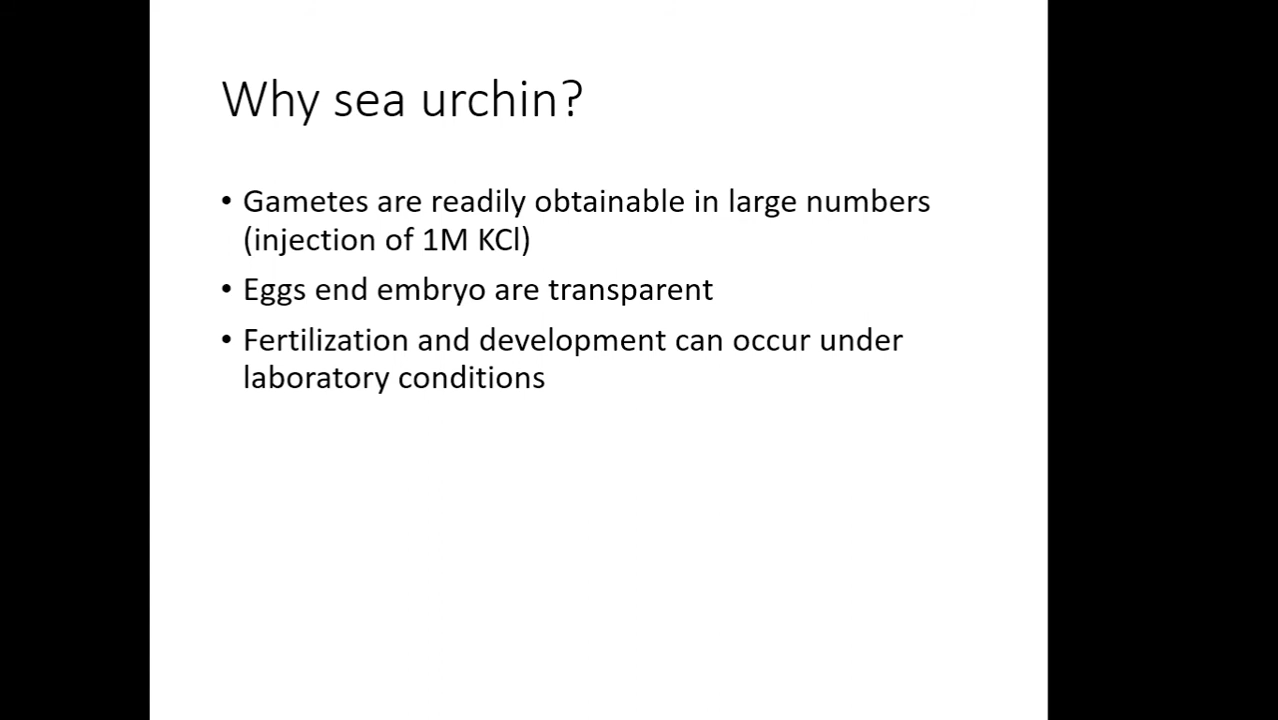 Why sea urchin?
• Gametes are readily obtainable in large numbers
(injection of 1M KCl)
• Eggs end embryo are transparent
• Fertilization and development can occur under
laboratory conditions